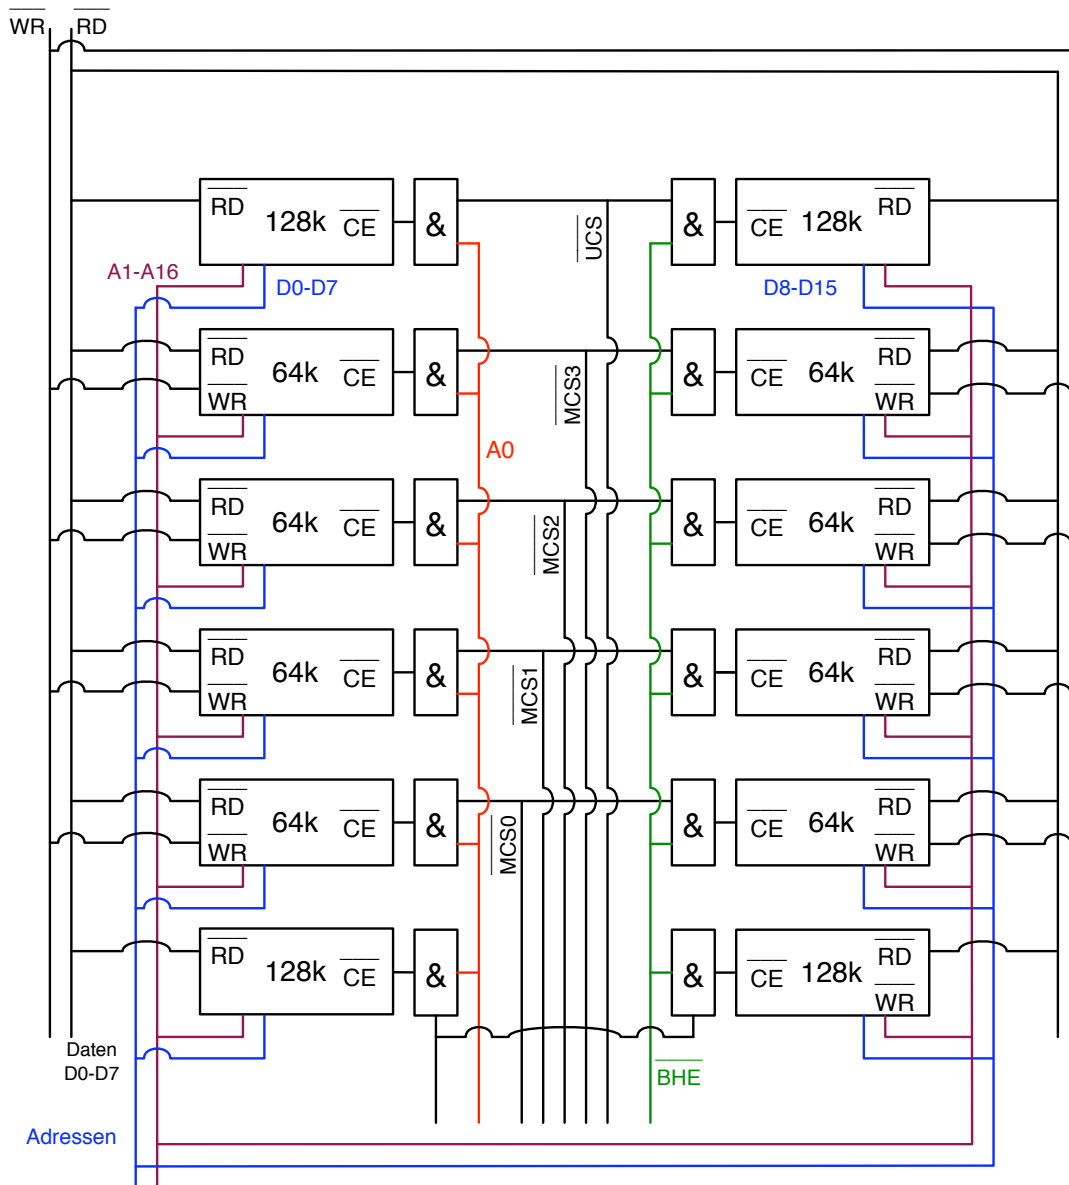 WR RD
RD 128k CE & UCS & CE 128k RD
A1-A16 D0-D7 D8-D15
RD 64k CE WR & MCS3 & CE 64k RD WR
A0
RD 64k CE WR & MCS2 & CE 64k RD WR
RD 64k CE WR & MCS1 & CE 64k RD WR
RD 64k CE WR & MCS0 & CE 64k RD WR
RD 128k CE & & CE 128k RD WR
Daten
D0-D7
BHE
Adressen